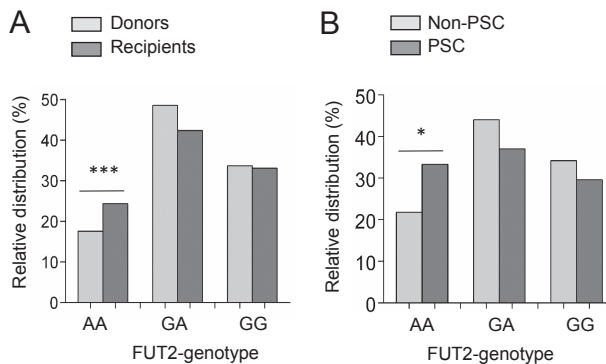 A
Donors
Recipients
Relative distribution (%)
50
40
30
20
10
0
***
AA
GA
GG
FUT2-genotype
B
Non-PSC
PSC
Relative distribution (%)
50
40
30
20
10
0
*
AA
GA
GG
FUT2-genotype